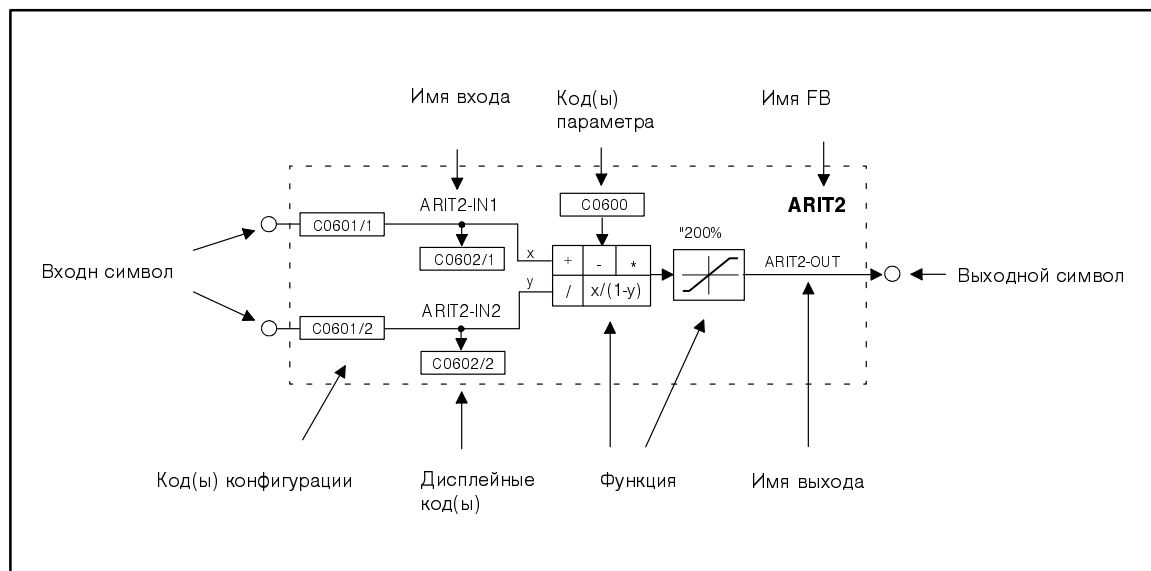 Имя входа
Код(ы)
параметра
Имя FB
ARIT2-IN1
C0600
ARIT2
C0601/1
"200%
C0602/1
x
+
-
*
ARIT2-OUT
Входн символ
Выходной символ
y
/
x/(1-y)
ARIT2-IN2
C0601/2
C0602/2
Код(ы) конфигурации
Дисплейные
код(ы)
Функция
Имя выхода